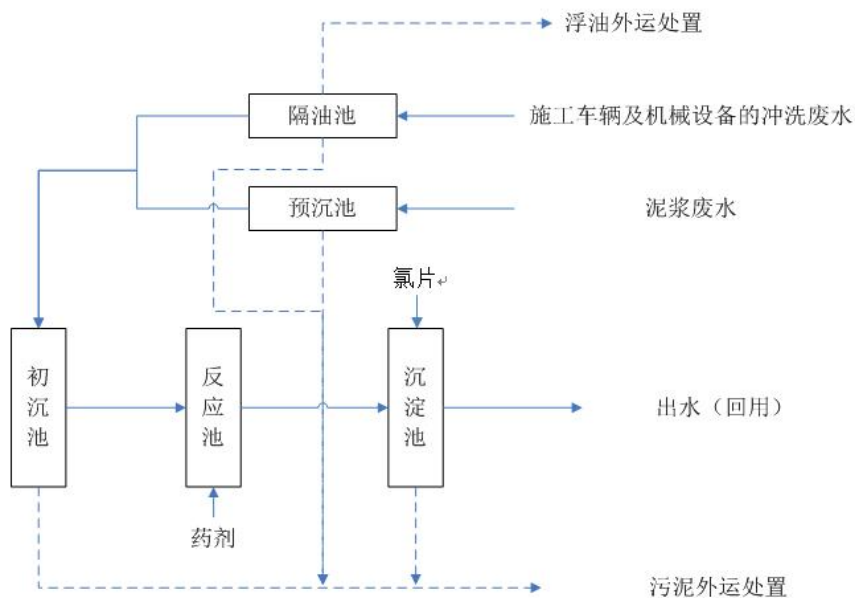 浮油外运处置
隔油池
施工车辆及机械设备的冲洗废水
预沉池
泥浆废水
氯片
初沉池
反应池
沉淀池
出水（回用）
药剂
污泥外运处置